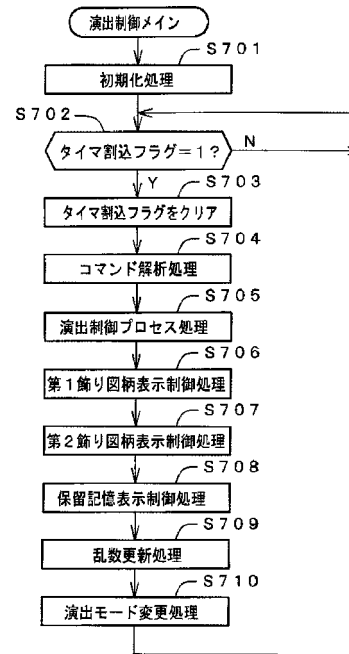 演出制御メイン
S701
初期化処理
S702
タイマ割込フラグ＝1？
N
Y
S703
タイマ割込フラグをクリア
S704
コマンド解析処理
S705
演出制御プロセス処理
S706
第1飾り図柄表示制御処理
S707
第2飾り図柄表示制御処理
S708
保留記憶表示制御処理
S709
乱数更新処理
S710
演出モード変更処理